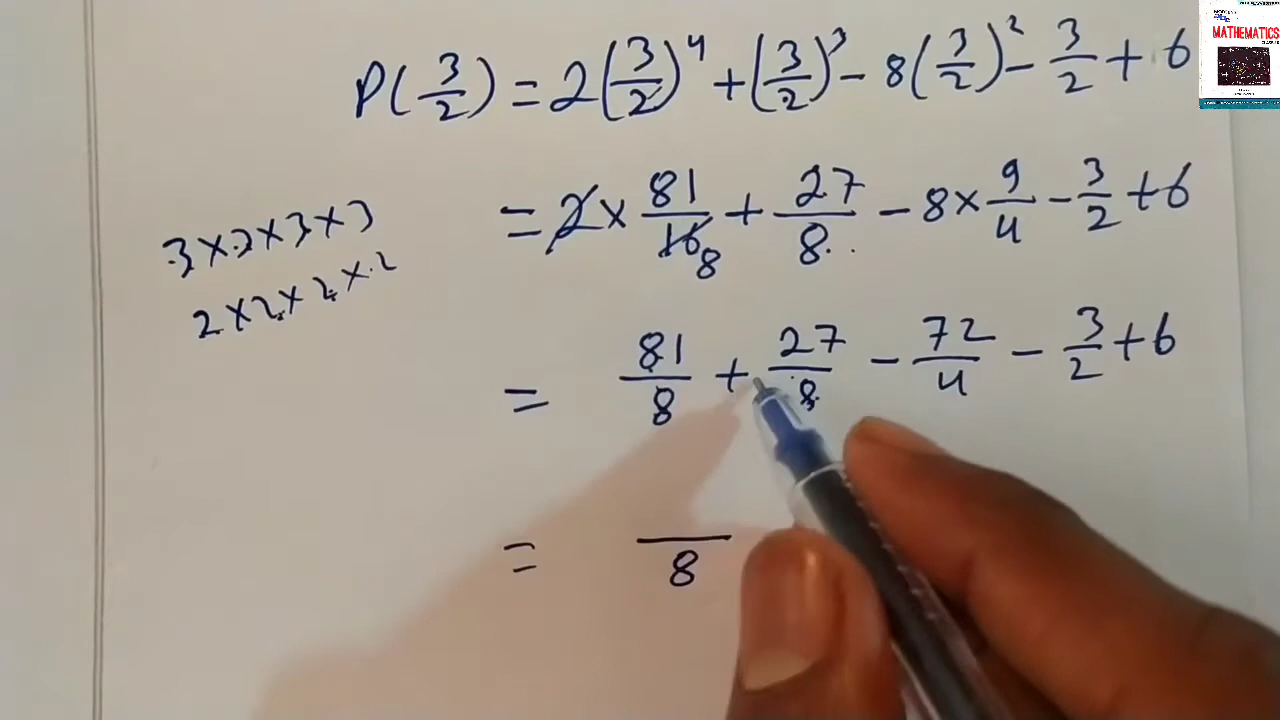 MATHEMATICS
P(3/2) = 2(3/2)^4 + (3/2)^3 - 8(3/2)^2 - 3/2 + 6
= 2 × 81/16 8 + 27/8 - 8 × 9/4 - 3/2 + 6
3 × 3 × 3 × 3
2 × 2 × 2 × 2
= 81/8 + 27/8 - 72/4 - 3/2 + 6
= /8